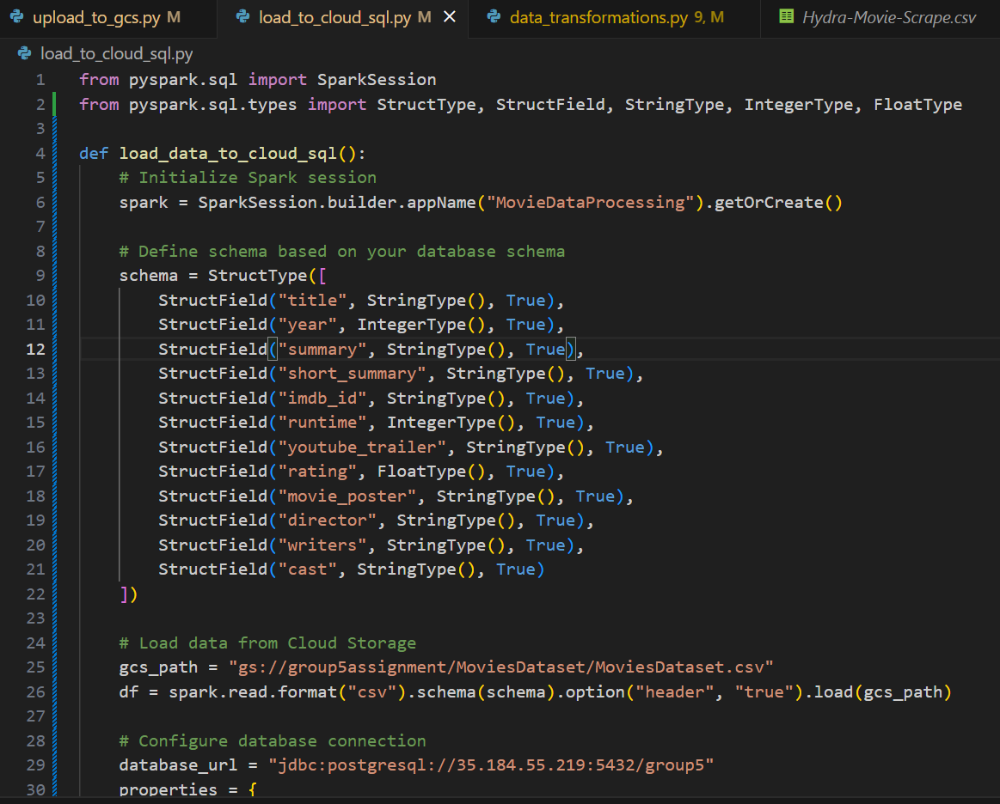 upload_to_gcs.py M load_to_cloud_sql.py M data_transformations.py 9, M Hydra-Movie-Scrape.csv
load_to_cloud_sql.py
1 from pyspark.sql import SparkSession
2 from pyspark.sql.types import StructType, StructField, StringType, IntegerType, FloatType
3
4 def load_data_to_cloud_sql():
5     # Initialize Spark session
6     spark = SparkSession.builder.appName("MovieDataProcessing").getOrCreate()
7
8     # Define schema based on your database schema
9     schema = StructType([
10         StructField("title", StringType(), True),
11         StructField("year", IntegerType(), True),
12         StructField("summary", StringType(), True),
13         StructField("short_summary", StringType(), True),
14         StructField("imdb_id", StringType(), True),
15         StructField("runtime", IntegerType(), True),
16         StructField("youtube_trailer", StringType(), True),
17         StructField("rating", FloatType(), True),
18         StructField("movie_poster", StringType(), True),
19         StructField("director", StringType(), True),
20         StructField("writers", StringType(), True),
21         StructField("cast", StringType(), True)
22     ])
23
24     # Load data from Cloud Storage
25     gcs_path = "gs://group5assignment/MoviesDataset/MoviesDataset.csv"
26     df = spark.read.format("csv").schema(schema).option("header", "true").load(gcs_path)
27
28     # Configure database connection
29     database_url = "jdbc:postgresql://35.184.55.219:5432/group5"
30     properties = {